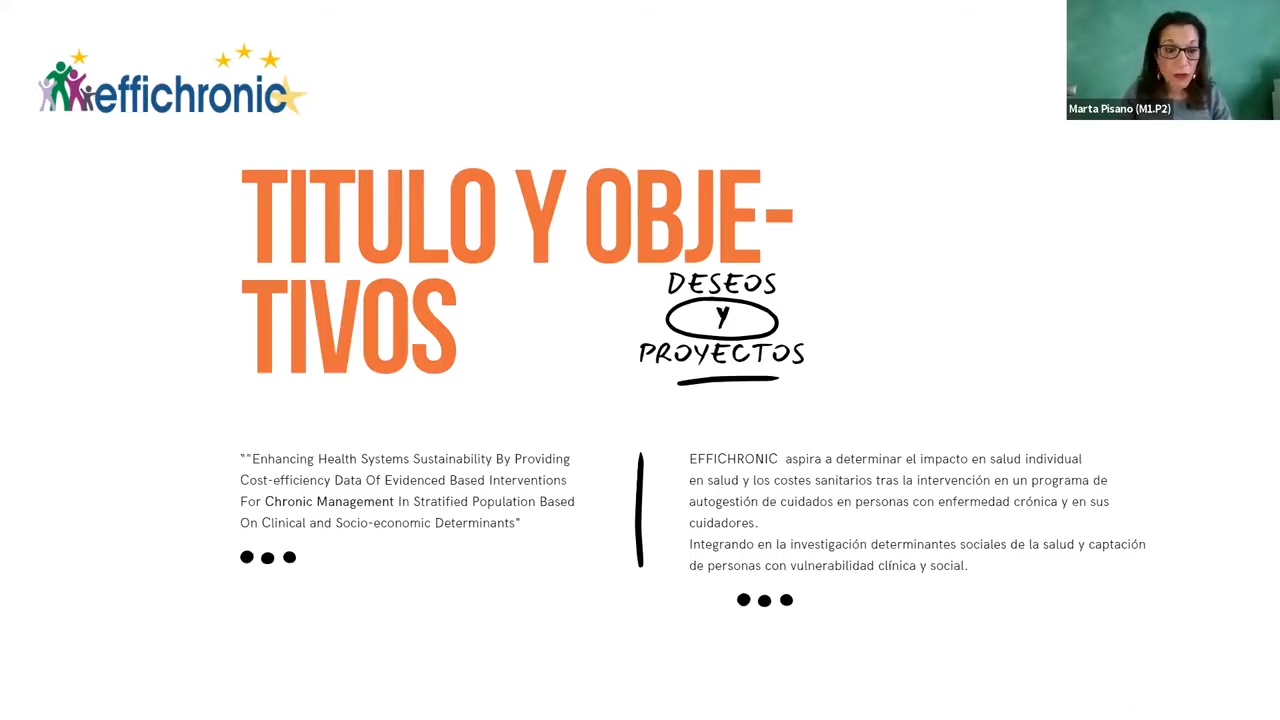 effichronic
Marta Pisano (M1.P2)
TITULO Y OBJE-
TIVOS
DESEOS
Y
PROYECTOS
“"Enhancing Health Systems Sustainability By Providing
Cost-efficiency Data Of Evidenced Based Interventions
For Chronic Management In Stratified Population Based
On Clinical and Socio-economic Determinants"
EFFICHRONIC aspira a determinar el impacto en salud individual
en salud y los costes sanitarios tras la intervención en un programa de
autogestión de cuidados en personas con enfermedad crónica y en sus
cuidadores.
Integrando en la investigación determinantes sociales de la salud y captación
de personas con vulnerabilidad clínica y social.